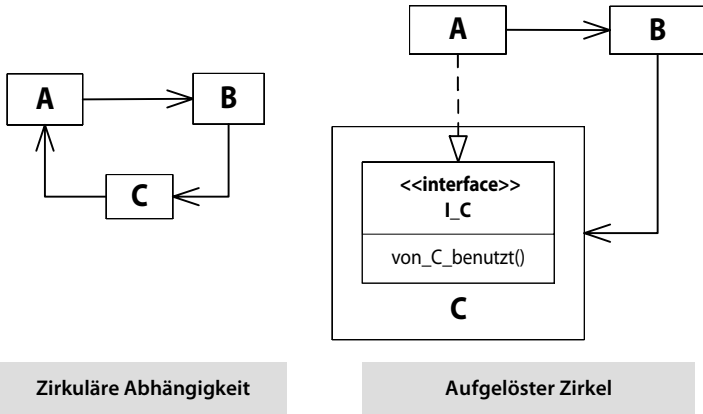 A
B
C
Zirkuläre Abhängigkeit
A
B
<<interface>>
I_C
von_C_benutzt()
C
Aufgelöster Zirkel